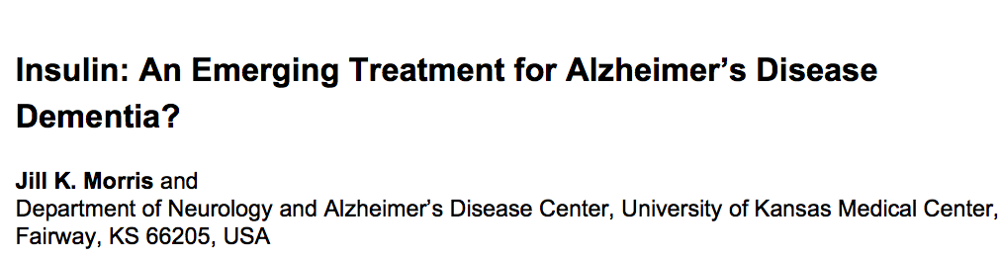 Insulin: An Emerging Treatment for Alzheimer’s Disease
Dementia?
Jill K. Morris and
Department of Neurology and Alzheimer’s Disease Center, University of Kansas Medical Center,
Fairway, KS 66205, USA